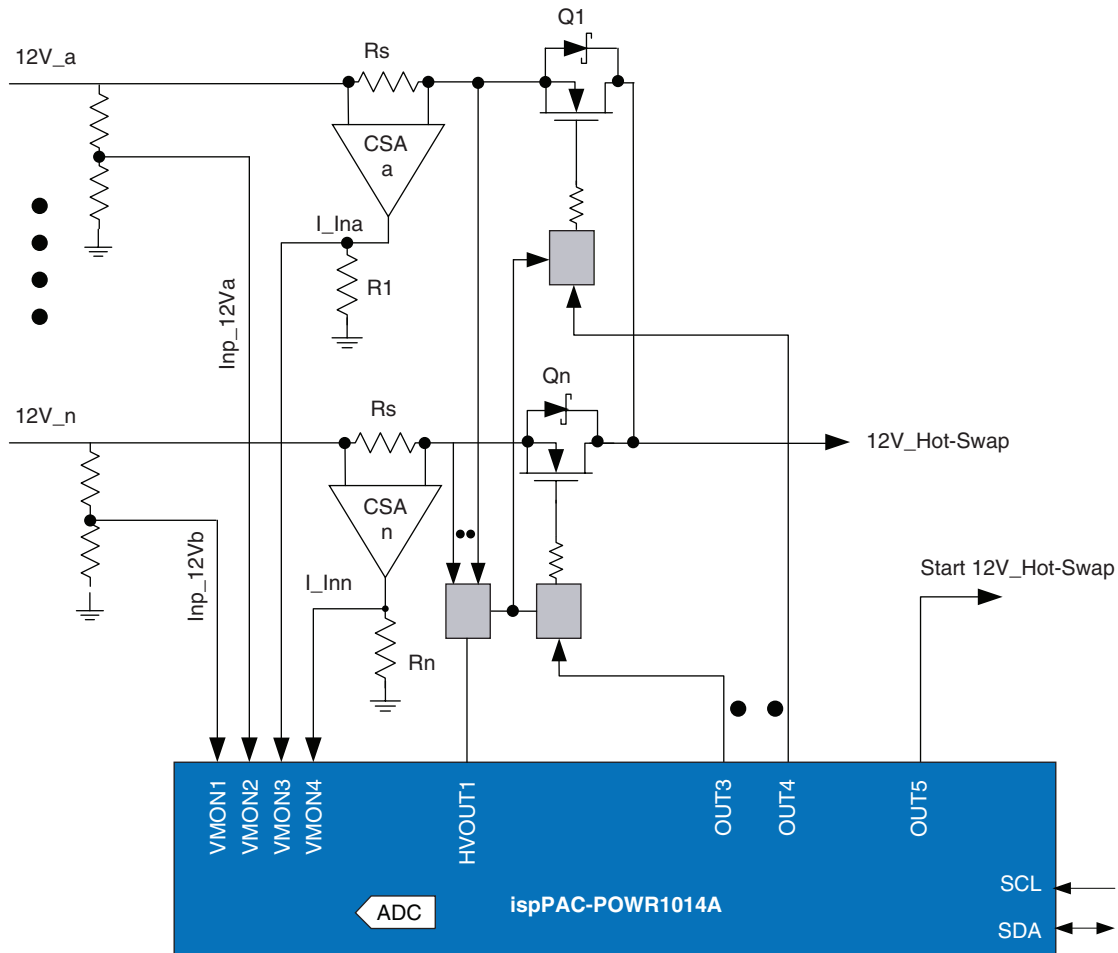 Q1
12V_a
Rs
CSA
a
I_Ina
R1
Inp_12Va
Qn
12V_n
Rs
12V_Hot-Swap
CSA
n
Inp_12Vb
I_Inn
Start 12V_Hot-Swap
Rn
VMON1
VMON2
VMON3
VMON4
HVOUT1
OUT3
OUT4
OUT5
SCL
ADC
ispPAC-POWR1014A
SDA